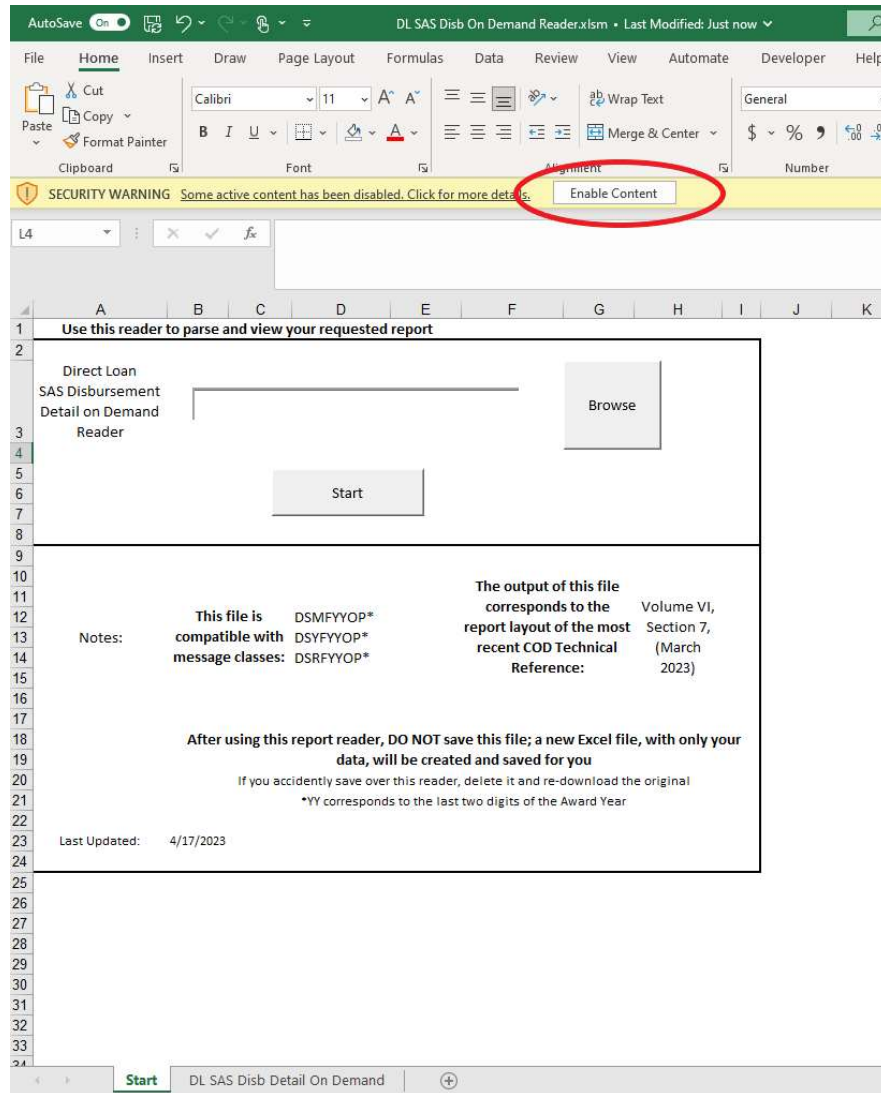 AutoSave On DL SAS Disb On Demand Reader.xlsm • Last Modified: Just now
File Home Insert Draw Page Layout Formulas Data Review View Automate Developer Help
Cut
Calibri 11 A^ A˅ Wrap Text General
Copy
Paste
Format Painter B I U A Merge & Center $ % 9
Clipboard Font Alignment Number
SECURITY WARNING Some active content has been disabled. Click for more details. Enable Content
L4 fx
A B C D E F G H I J K
1 Use this reader to parse and view your requested report
2
Direct Loan
SAS Disbursement
Detail on Demand Browse
3 Reader
4
5
6 Start
7
8
9
10
The output of this file
11
corresponds to the Volume VI,
12 This file is DSMFYYOP*
report layout of the most Section 7,
13 Notes: compatible with DSYFYYOP*
recent COD Technical (March
14 message classes: DSRFYYOP*
Reference: 2023)
15
16
17
18 After using this report reader, DO NOT save this file; a new Excel file, with only your
19 data, will be created and saved for you
20 If you accidently save over this reader, delete it and re-download the original
21 *YY corresponds to the last two digits of the Award Year
22
23 Last Updated: 4/17/2023
24
25
26
27
28
29
30
31
32
33
Start DL SAS Disb Detail On Demand